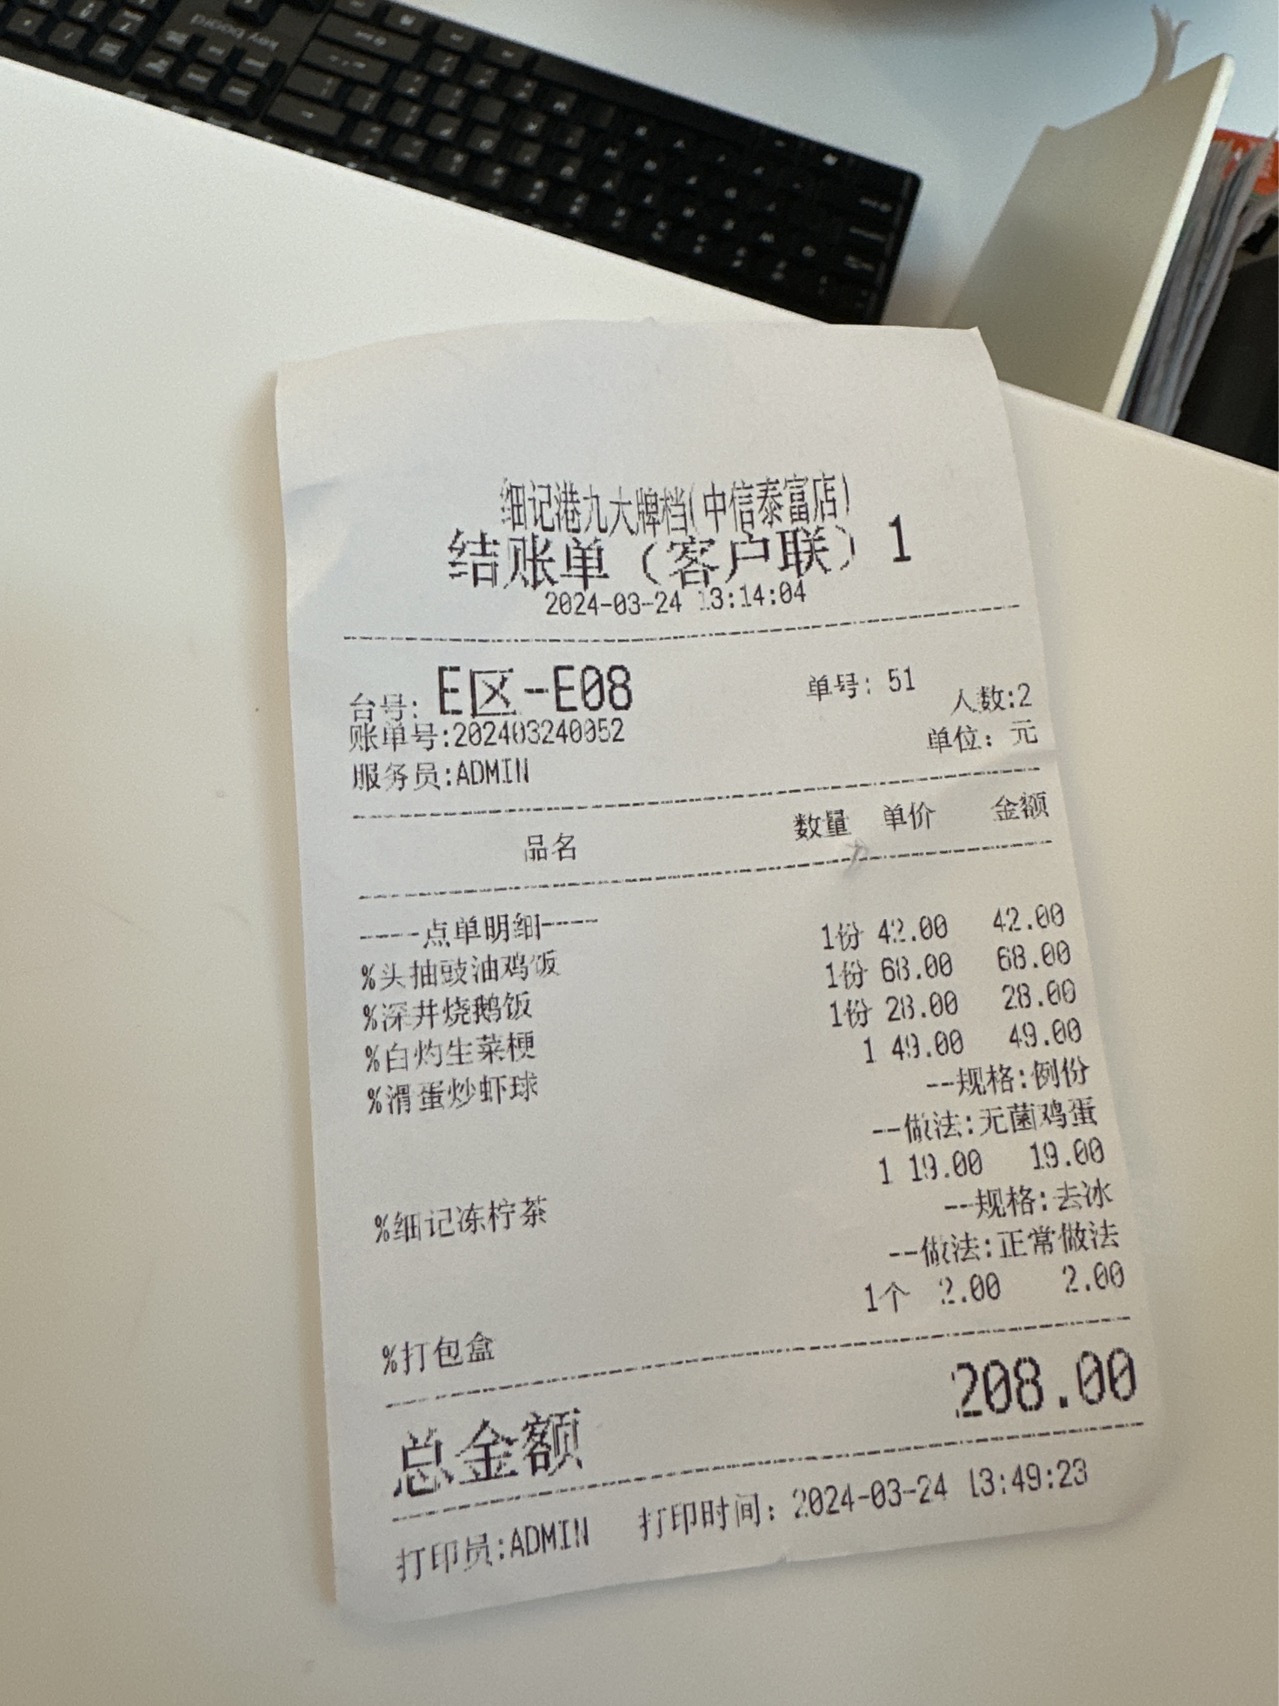 细记港九大牌档(中信泰富店)
结账单（客户联）1
2024-03-24 13:14:04
台号: E区-E08 单号: 51
账单号:202403240052 人数:2
服务员:ADMIN 单位: 元
品名 数量 单价 金额
----点单明细----
%头抽豉油鸡饭 1份 42.00 42.00
%深井烧鹅饭 1份 68.00 68.00
%白灼生菜梗 1份 28.00 28.00
%滑蛋炒虾球 1 49.00 49.00
--规格:例份
--做法:无菌鸡蛋
%细记冻柠茶 1 19.00 19.00
--规格:去冰
--做法:正常做法
%打包盒 1个 2.00 2.00
总金额 208.00
打印员:ADMIN 打印时间: 2024-03-24 13:49:23
key board